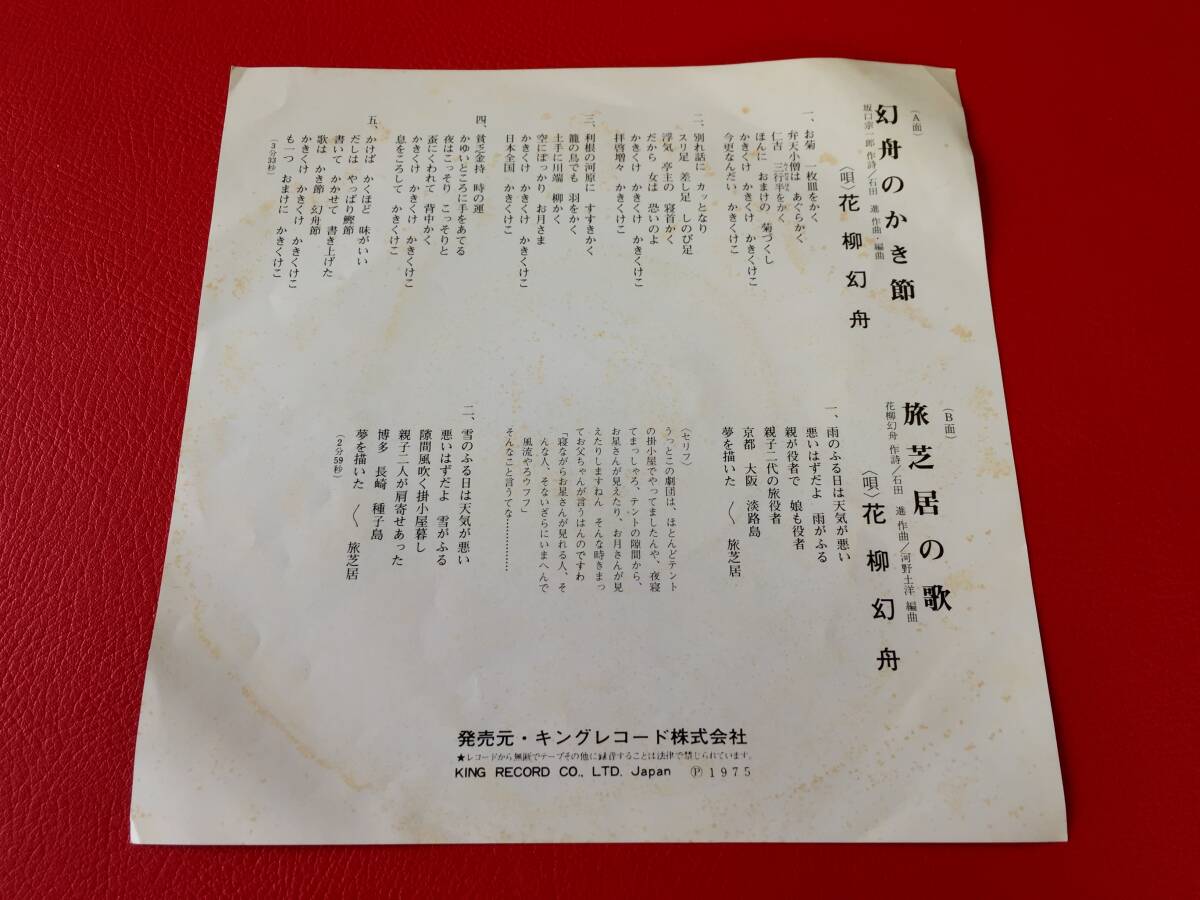 (A面)
幻舟のかき節
坂口宗一郎 作詩/石田 進 作曲・編曲
〈唄〉花柳幻舟
一、お菊 一枚皿をかく
弁天小僧は あぐらかく
仁吉 三行半をかく
ほんに おまけの 菊づくし
かきくけ かきくけ かきくけこ
今更なんだい かきくけこ
二、別れ話に カッとなり
スリ足 差し足 しのび足
浮気 亭主の 寝首かく
だから 女は 恐いのよ
かきくけ かきくけ かきくけこ
拝啓増々 かきくけこ
三、利根の河原に すすきかく
籠の鳥でも 羽をかく
土手に川端 柳かく
空にぽっかり お月さま
かきくけ かきくけ かきくけこ
日本全国 かきくけこ
四、貧乏金持 時の運
かゆいところに手をあてる
夜はこっそり こっそりと
蚤にくわれて 背中かく
かきくけ かきくけ かきくけこ
息をころして かきくけこ
五、かけば かくほど 味がいい
だしは やっぱり鰹節
書いて かかせて 書き上げた
歌は かき節 幻舟節
かきくけ かきくけ かきくけこ
も一つ おまけに かきくけこ
(3分33秒)
(B面)
旅芝居の歌
花柳幻舟 作詩/石田 進 作曲/河野土洋 編曲
〈唄〉花柳幻舟
一、雨のふる日は天気が悪い
悪いはずだよ 雨がふる
親が役者で 娘も役者
親子二代の旅役者
京都 大阪 淡路島
夢を描いた 〱 旅芝居
〈セリフ〉
うっとこの劇団は、ほとんどテント
の掛小屋でやってましたんや、夜寝
てまっしゃろ、テントの隙間から、
お星さんが見えたり、お月さんが見
えたりしますねん そんな時きまっ
てお父ちゃんが言うはんのですわ
「寝ながらお星さんが見れる人、そ
んな人、そないざらにいまへんで
風流やろウフフ」
そんなこと言うてな…………
二、雪のふる日は天気が悪い
悪いはずだよ 雪がふる
隙間風吹く掛小屋暮し
親子二人が肩寄せあった
博多 長崎 種子島
夢を描いた 〱 旅芝居
(2分59秒)
発売元・キングレコード株式会社
★レコードから無断でテープその他に録音することは法律で禁じられています。
KING RECORD CO., LTD. Japan ℗1975